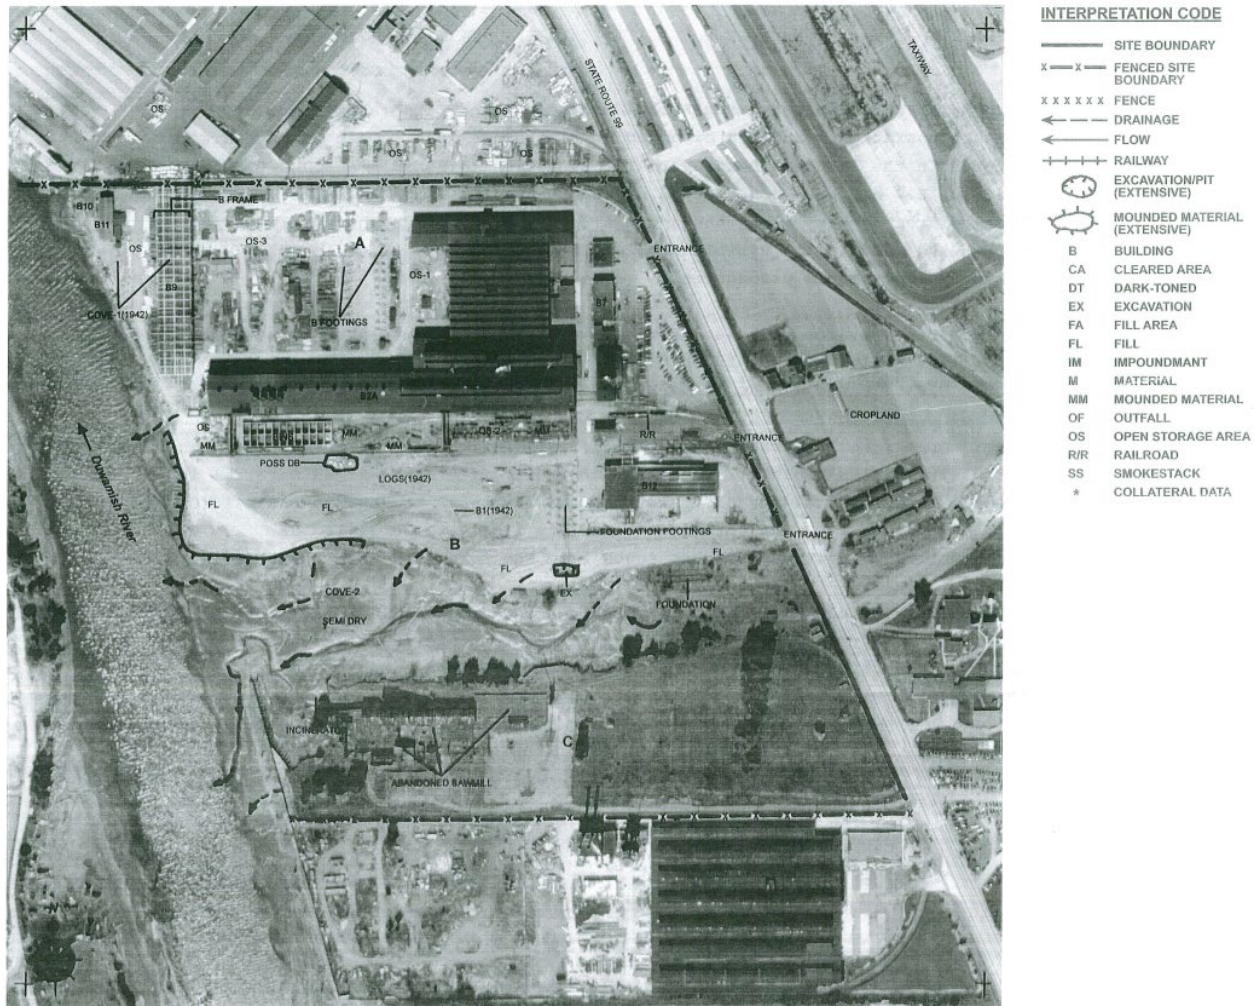 STATE ROUTE 99
TAXIWAY
OS
OS
OS
OS
B10
B11
B FRAME
OS
OS-3
A
ENTRANCE
OS-1
B9
B7
COVE-1(1942)
B FOOTINGS
B2A
CROPLAND
OS
MM
MM
MM
OS-2
MM
R/R
ENTRANCE
POSS DB
LOGS(1942)
B12
Duwamish River
FL
FL
B1(1942)
FOUNDATION FOOTINGS
ENTRANCE
B
FL
FL
EX
COVE-2
FOUNDATION
SEMI DRY
INCINERATOR
C
ABANDONED SAWMILL
N
INTERPRETATION CODE
SITE BOUNDARY
FENCED SITE
BOUNDARY
FENCE
DRAINAGE
FLOW
RAILWAY
EXCAVATION/PIT
(EXTENSIVE)
MOUNDED MATERIAL
(EXTENSIVE)
B BUILDING
CA CLEARED AREA
DT DARK-TONED
EX EXCAVATION
FA FILL AREA
FL FILL
IM IMPOUNDMANT
M MATERIAL
MM MOUNDED MATERIAL
OF OUTFALL
OS OPEN STORAGE AREA
R/R RAILROAD
SS SMOKESTACK
* COLLATERAL DATA